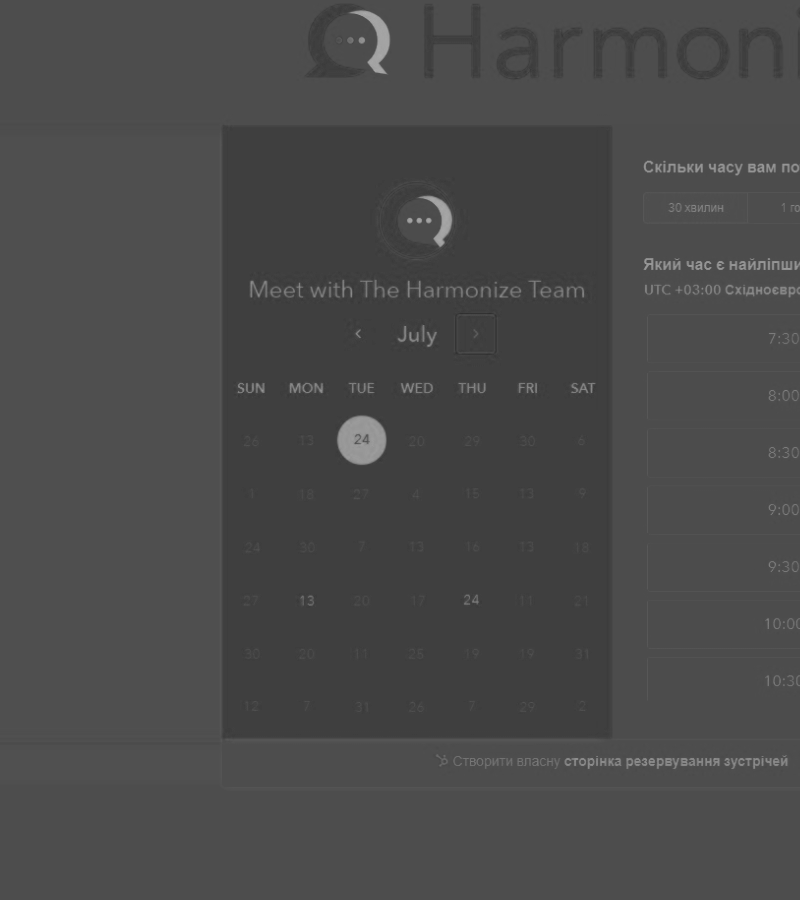 Harmoni
Meet with The Harmonize Team
July
SUN MON TUE WED THU FRI SAT
26 13 24 20 29 30 6
1 18 27 4 15 13 9
24 30 7 13 16 13 18
27 13 20 17 24 11 21
30 20 11 28 19 19 31
12 7 31 26 7 29 2
Скільки часу вам по
30 хвилин 1 го
Який час є найліпши
UTC +03:00 Східноєвро
7:30
8:00
8:30
9:00
9:30
10:00
10:30
Створити власну сторінка резервування зустрічей